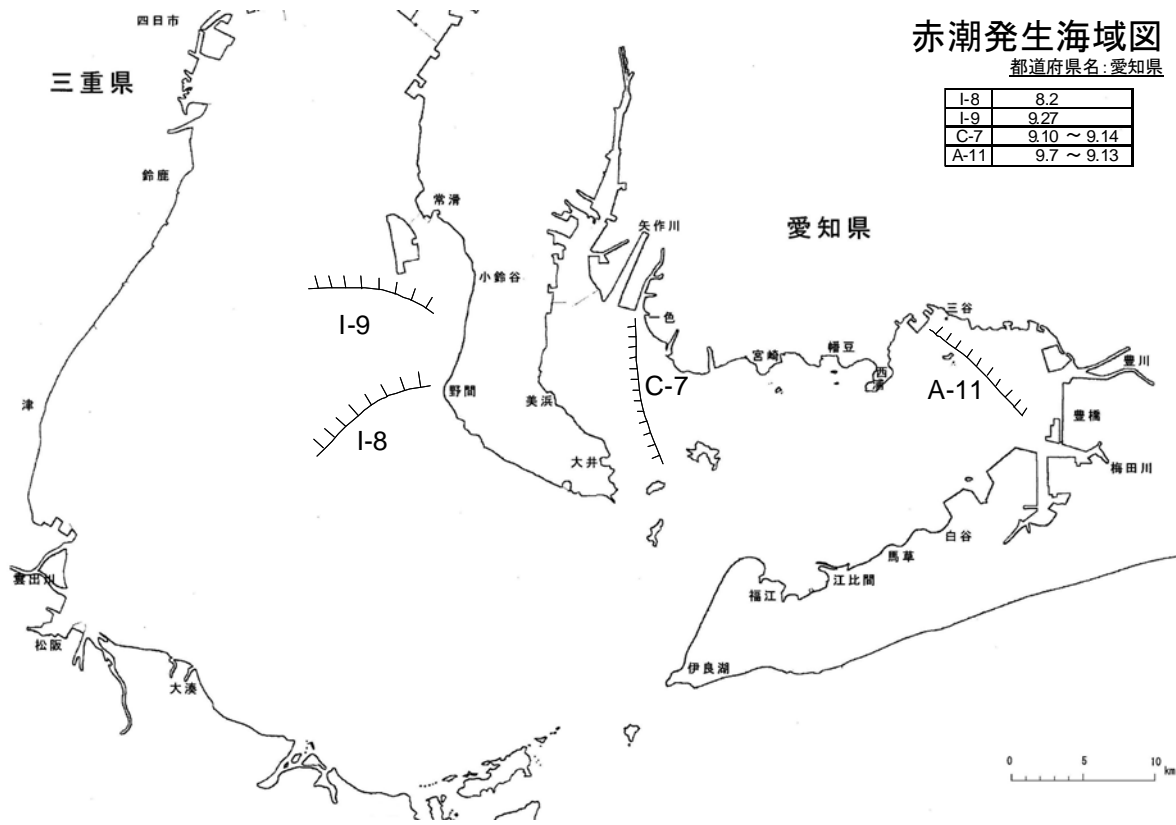 赤潮発生海域図
都道府県名：愛知県
I-8 8.2
I-9 9.27
C-7 9.10 ～ 9.14
A-11 9.7 ～ 9.13
四日市
三重県
鈴鹿
常滑
矢作川
愛知県
小鈴谷
I-9
一色
三谷
幡豆
宮崎
西浦
豊川
野間
C-7
A-11
津
美浜
豊橋
I-8
大井
梅田川
白谷
馬草
雲出川
江比間
福江
松阪
伊良湖
大湊
0 5 10
km